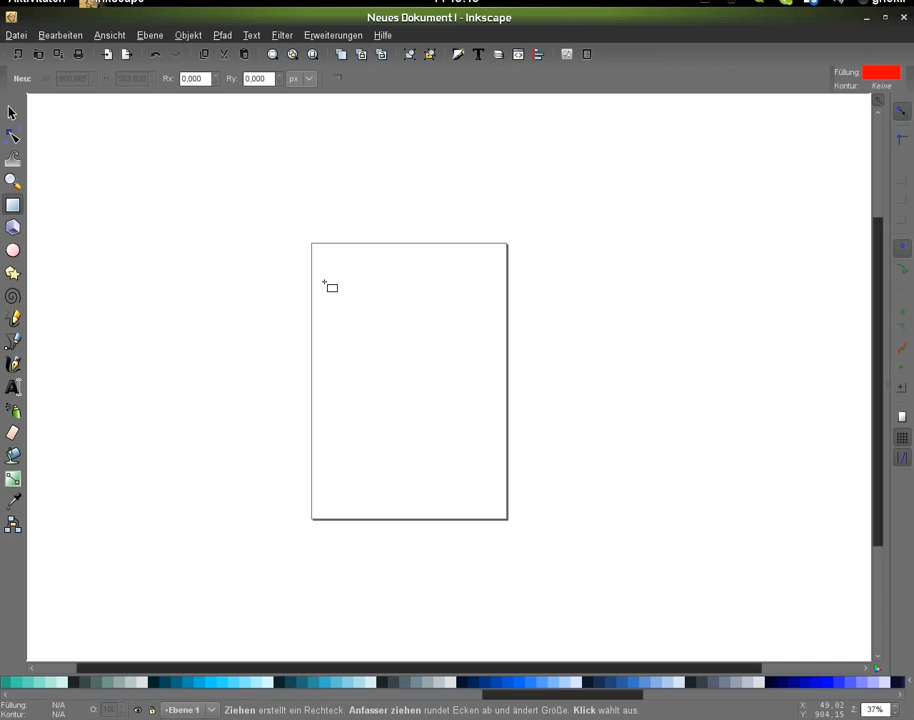 Neues Dokument 1 - Inkscape
Datei Bearbeiten Ansicht Ebene Objekt Pfad Text Filter Erweiterungen Hilfe
Neu: W: H: Rx: 0,000 Ry: 0,000 px
Füllung:
Kontur: Keine
Füllung: N/A
Kontur: N/A
O: Ebene 1 Ziehen erstellt ein Rechteck. Anfasser ziehen rundet Ecken ab und ändert Größe. Klick wählt aus.
X: 49,02
Y: 904,15
Z: 37%